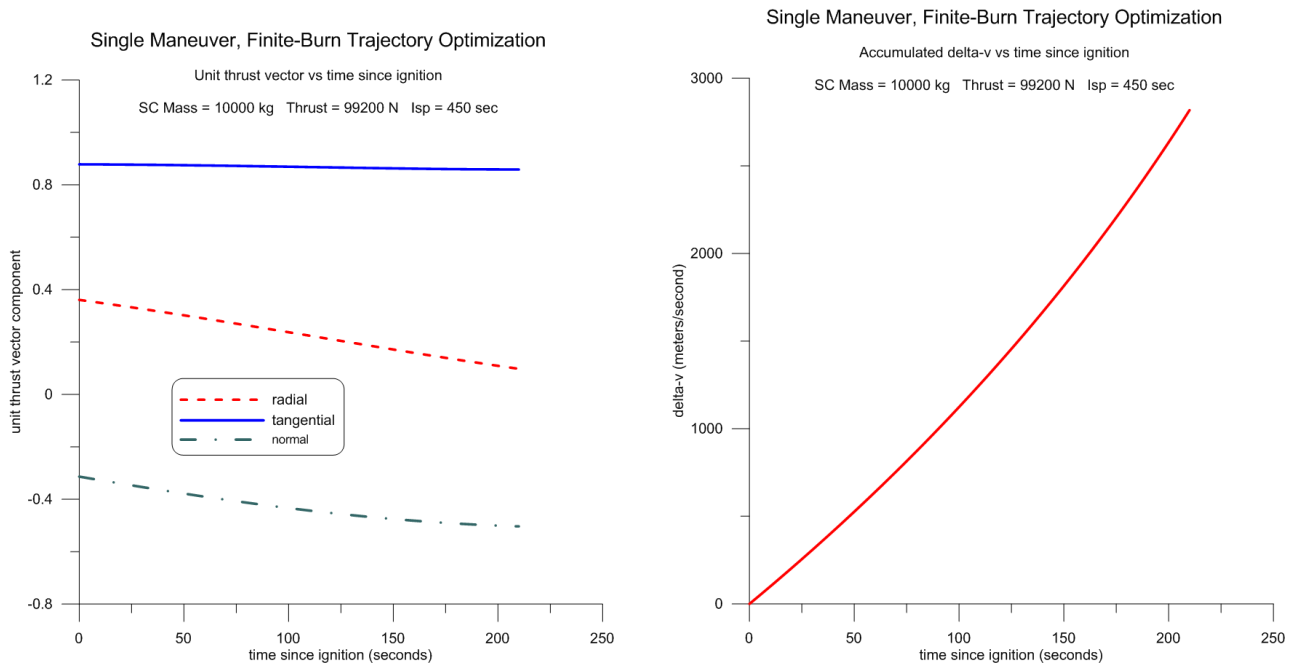 Single Maneuver, Finite-Burn Trajectory Optimization
Unit thrust vector vs time since ignition
SC Mass = 10000 kg   Thrust = 99200 N   Isp = 450 sec
1.2
0.8
0.4
0
-0.4
-0.8
unit thrust vector component
radial
tangential
normal
0
50
100
150
200
250
time since ignition (seconds)
Single Maneuver, Finite-Burn Trajectory Optimization
Accumulated delta-v vs time since ignition
SC Mass = 10000 kg   Thrust = 99200 N   Isp = 450 sec
3000
2000
1000
0
delta-v (meters/second)
0
50
100
150
200
250
time since ignition (seconds)